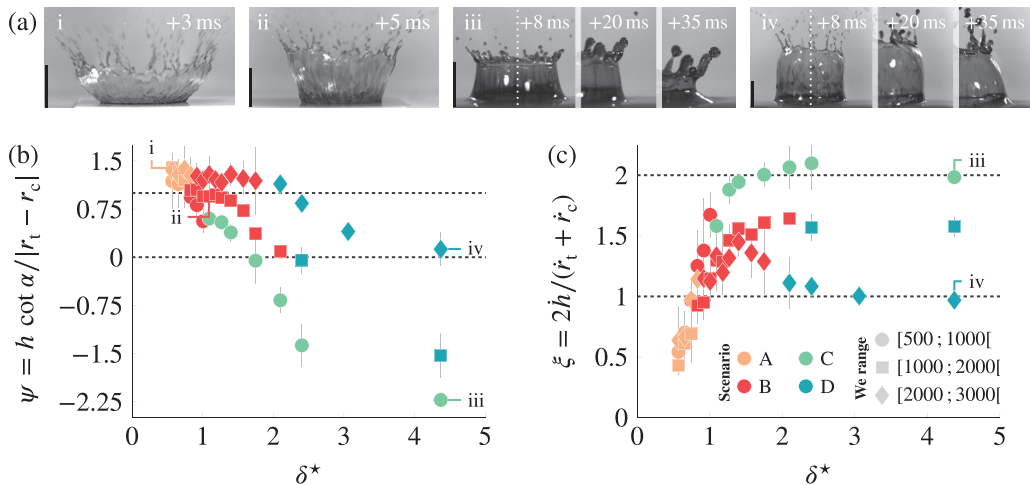 (a) i +3 ms ii +5 ms iii +8 ms +20 ms +35 ms iv +8 ms +20 ms +35 ms
(b)
ψ = h cot α/|r_t − r_c|
1.5
0.75
0
−0.75
−1.5
−2.25
i
ii
iv
iii
0 1 2 3 4 5
δ⋆
(c)
ξ = 2ḣ/(ṙ_t + ṙ_c)
2
1.5
1
0.5
0
iii
iv
Scenario
A
B
C
D
We range
[500 ; 1000[
[1000 ; 2000[
[2000 ; 3000[
0 1 2 3 4 5
δ⋆